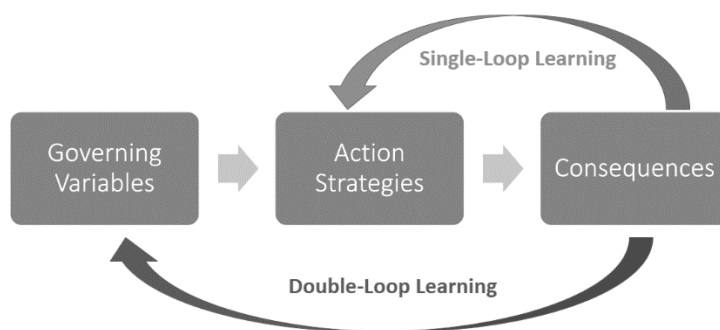 Single-Loop Learning
Governing
Variables
Action
Strategies
Consequences
Double-Loop Learning